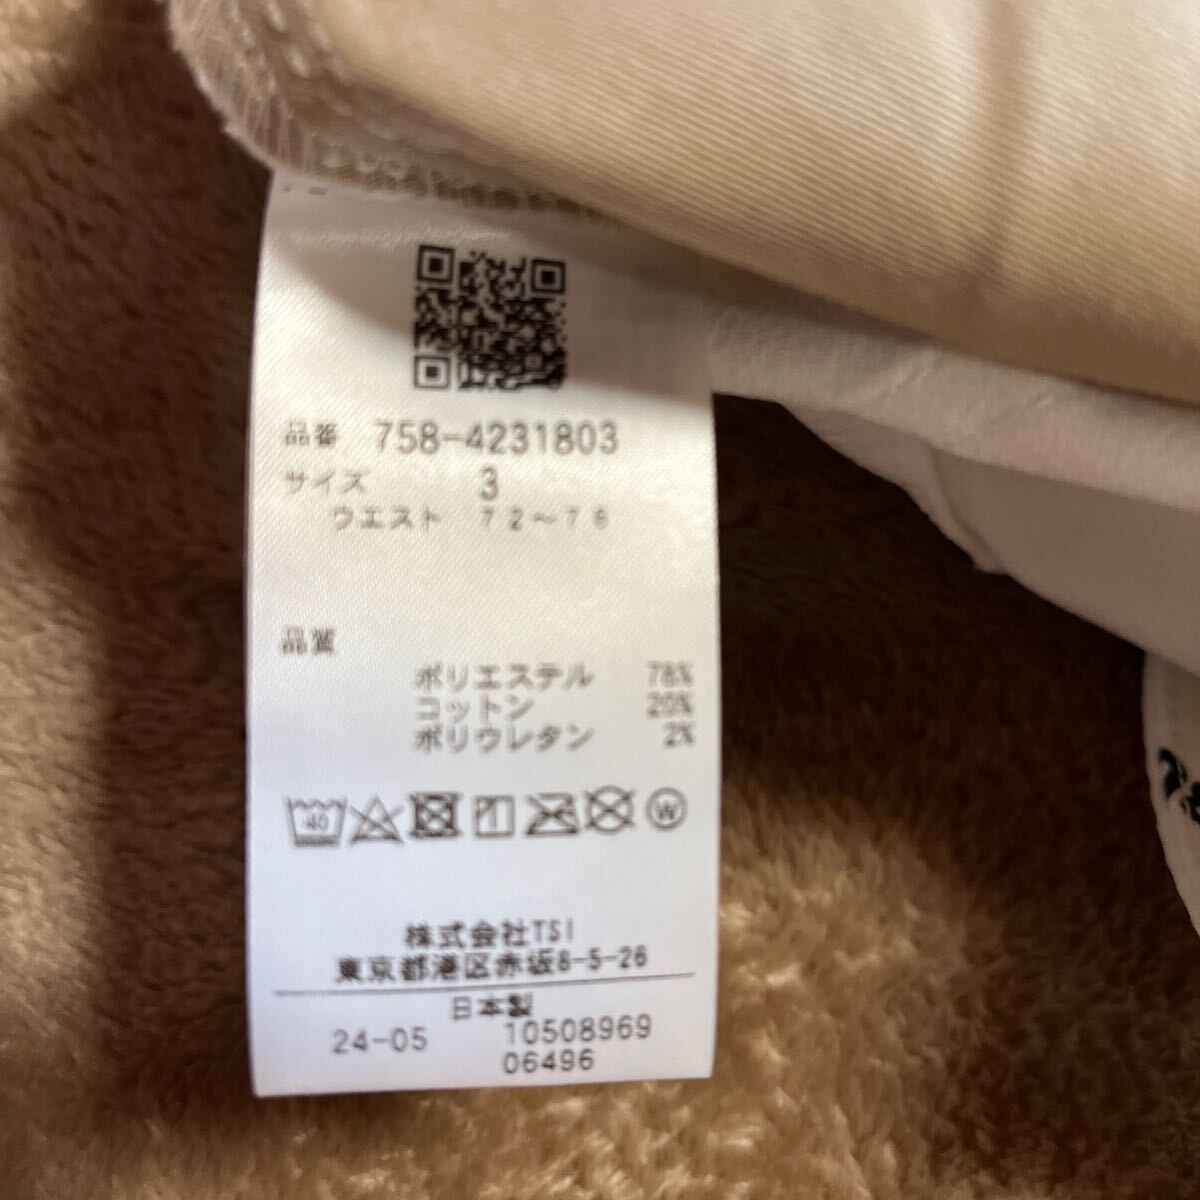 品番 758-4231803
サイズ 3
ウエスト 72〜78
品質
ポリエステル 78%
コットン 20%
ポリウレタン 2%
40 W
株式会社TSI
東京都港区赤坂8-5-26
日本製
24-05 10508969
06496